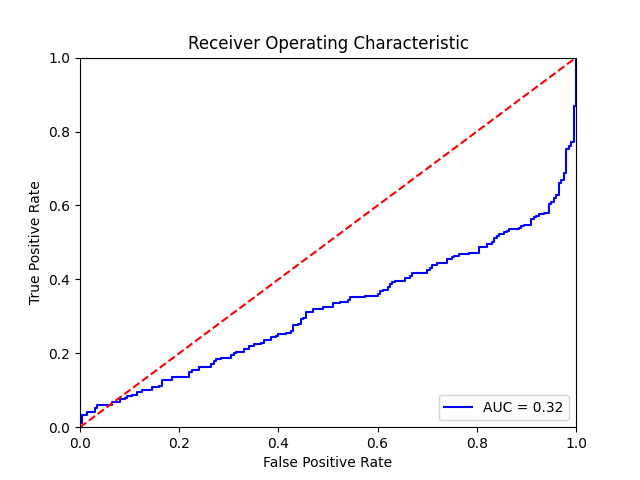 Receiver Operating Characteristic
True Positive Rate
1.0
0.8
0.6
0.4
0.2
0.0
AUC = 0.32
0.0 0.2 0.4 0.6 0.8 1.0
False Positive Rate